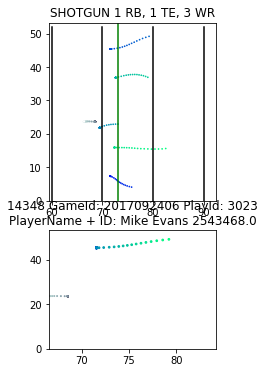 SHOTGUN 1 RB, 1 TE, 3 WR
50
40
30
20
10
0
60 70 80 90
14348 GameId: 2017092406 PlayId: 3023
PlayerName + ID: Mike Evans 2543468.0
40
20
0
70 75 80